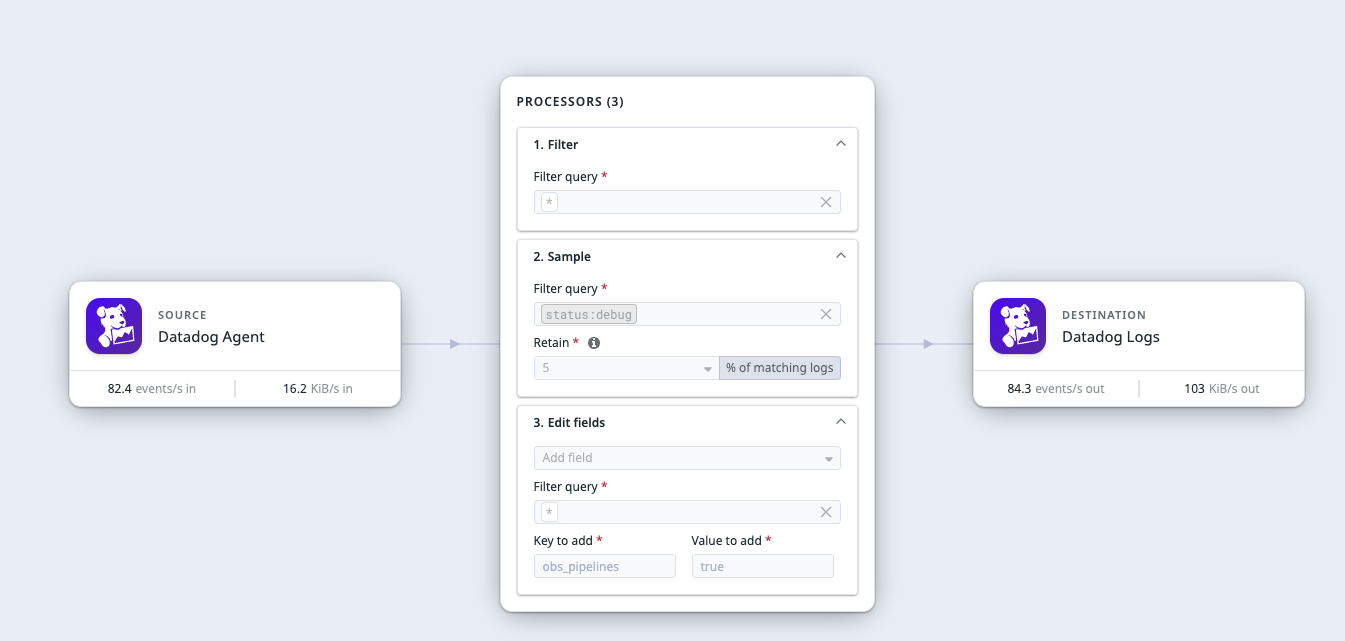 PROCESSORS (3)
1. Filter
Filter query *
*
2. Sample
Filter query *
status:debug
Retain *
5 % of matching logs
3. Edit fields
Add field
Filter query *
*
Key to add * Value to add *
obs_pipelines true
SOURCE
Datadog Agent
82.4 events/s in 16.2 KiB/s in
DESTINATION
Datadog Logs
84.3 events/s out 103 KiB/s out